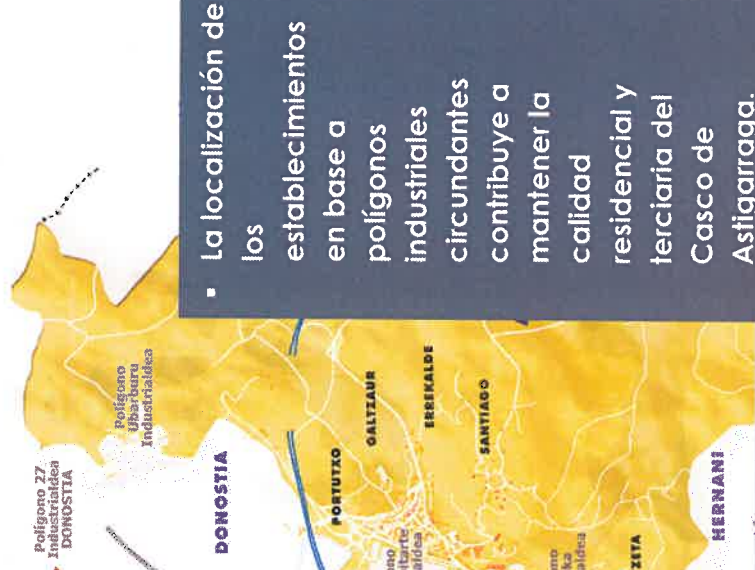 ▪ La localización de
los
establecimientos
en base a
polígonos
industriales
circundantes
contribuye a
mantener la
calidad
residencial y
terciaria del
Casco de
Astigarraga.
Polígono 27
Industrialdea
DONOSTIA
Polígono
Ubarburu
Industrialdea
DONOSTIA
PORTUTXO
GALTZAUR
ERREKALDE
SANTIAGO
HERNANI